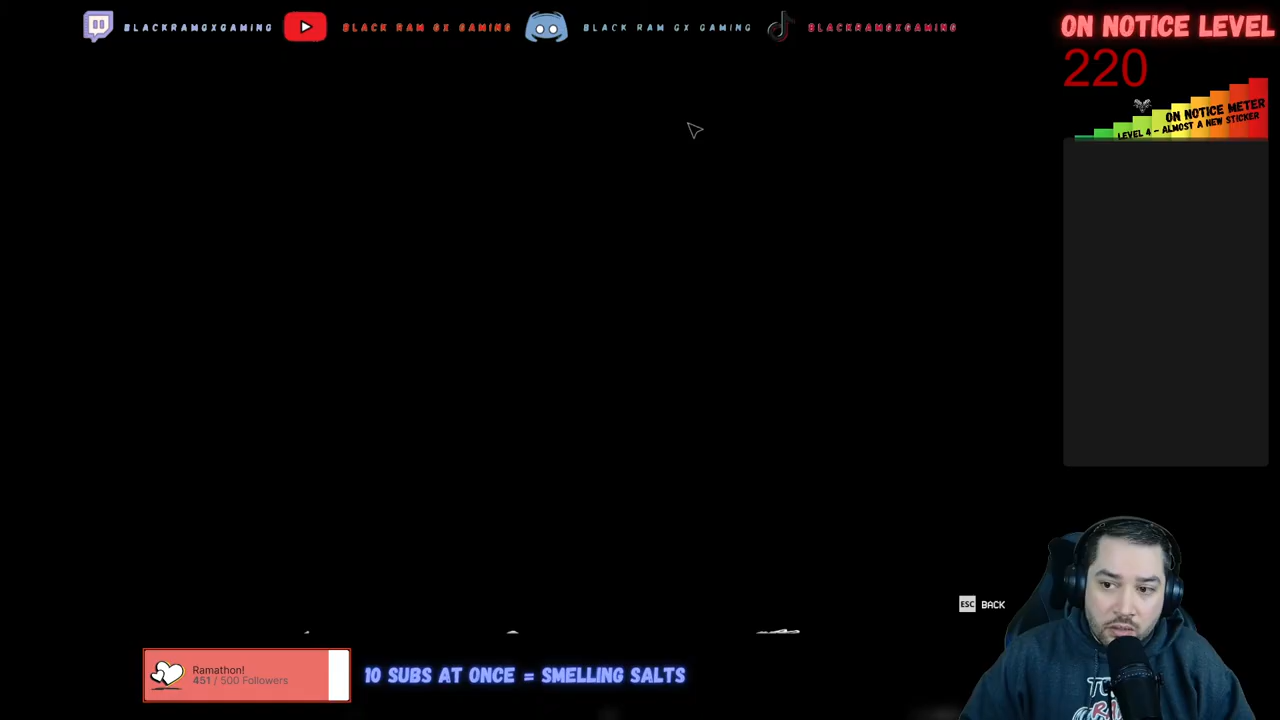 BLACKRAMGXGAMING BLACK RAM GX GAMING BLACK RAM GX GAMING BLACKRAMGXGAMING
ON NOTICE LEVEL
220
ON NOTICE METER
LEVEL 4 - ALMOST A NEW STICKER
ESC BACK
Ramathon!
451 / 500 Followers
10 SUBS AT ONCE = SMELLING SALTS